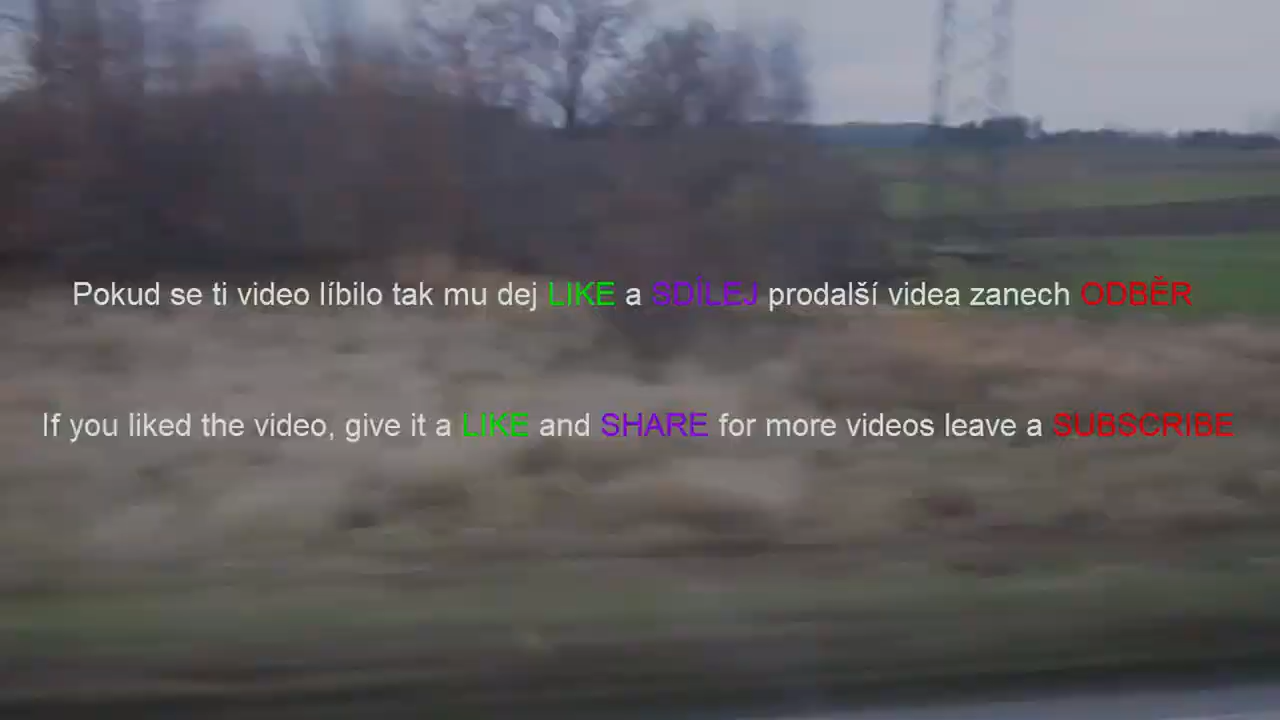 Pokud se ti video líbilo tak mu dej LIKE a SDÍLEJ prodalší videa zanech ODBĚR
If you liked the video, give it a LIKE and SHARE for more videos leave a SUBSCRIBE